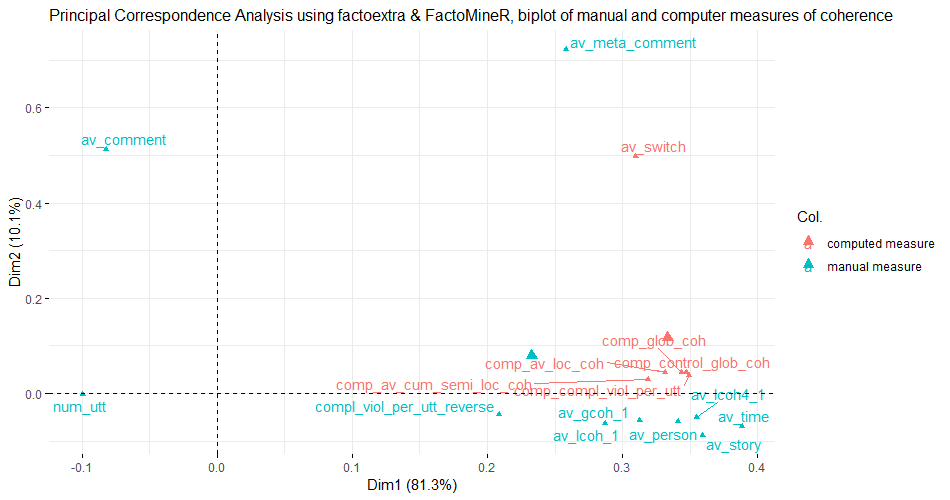 Principal Correspondence Analysis using factoextra & FactoMineR, biplot of manual and computer measures of coherence
av_meta_comment
0.6
av_comment
av_switch
Col.
computed measure
manual measure
0.4
Dim2 (10.1%)
0.2
comp_glob_coh
comp_av_loc_coh
comp_control_glob_coh
comp_av_cum_semi_loc_coh
comp_compl_viol_per_utt
0.0
av_lcoh4_1
num_utt
compl_viol_per_utt_reverse
av_gcoh_1
av_time
av_lcoh_1
av_person
av_story
-0.1
0.0
0.1
0.2
0.3
0.4
Dim1 (81.3%)